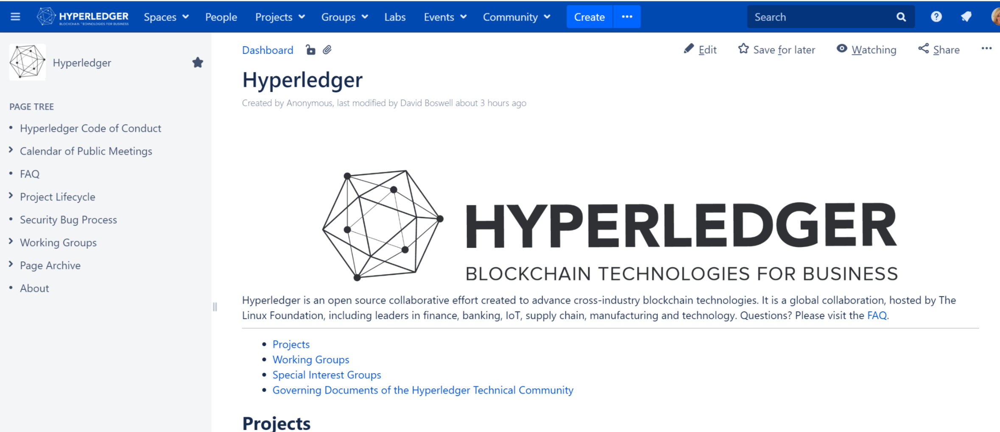 HYPERLEDGER
BLOCKCHAIN TECHNOLOGIES FOR BUSINESS
Spaces People Projects Groups Labs Events Community Create ••• Search ?
Hyperledger
PAGE TREE
• Hyperledger Code of Conduct
Calendar of Public Meetings
• FAQ
Project Lifecycle
• Security Bug Process
Working Groups
Page Archive
• About
Dashboard
Edit Save for later Watching Share •••
Hyperledger
Created by Anonymous, last modified by David Boswell about 3 hours ago
HYPERLEDGER
BLOCKCHAIN TECHNOLOGIES FOR BUSINESS
Hyperledger is an open source collaborative effort created to advance cross-industry blockchain technologies. It is a global collaboration, hosted by The
Linux Foundation, including leaders in finance, banking, IoT, supply chain, manufacturing and technology. Questions? Please visit the FAQ.
• Projects
• Working Groups
• Special Interest Groups
• Governing Documents of the Hyperledger Technical Community
Projects